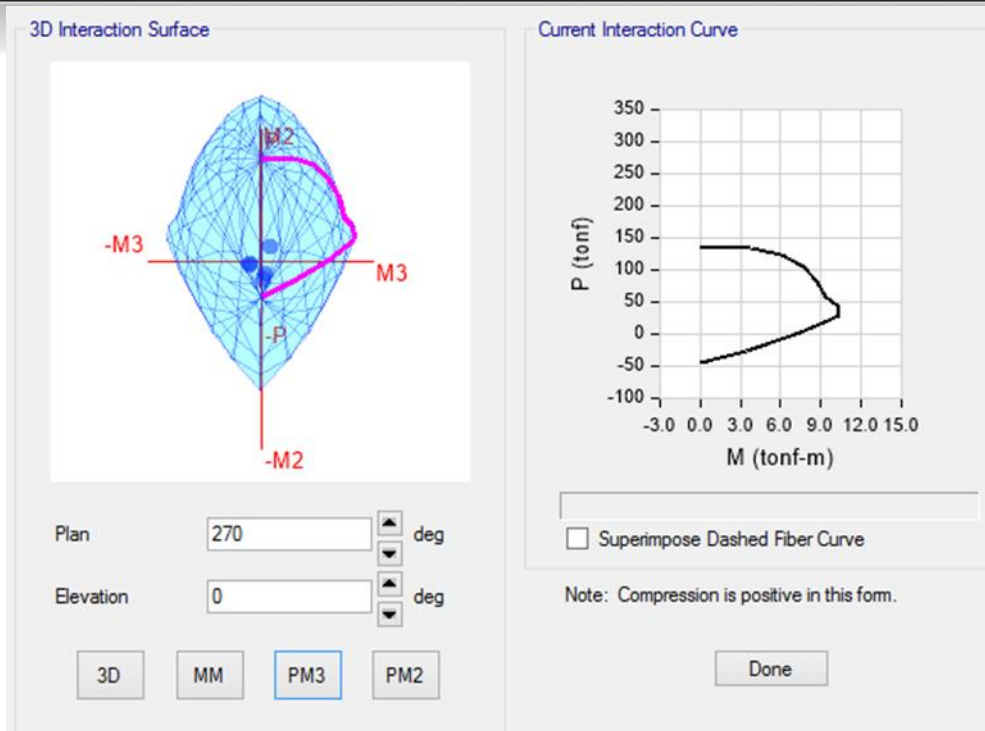 3D Interaction Surface
M2
-M3
M3
-P
-M2
Plan
270
deg
Elevation
0
deg
3D
MM
PM3
PM2
Current Interaction Curve
350
300
250
200
150
100
50
0
-50
-100
P (tonf)
-3.0 0.0 3.0 6.0 9.0 12.0 15.0
M (tonf-m)
Superimpose Dashed Fiber Curve
Note: Compression is positive in this form.
Done